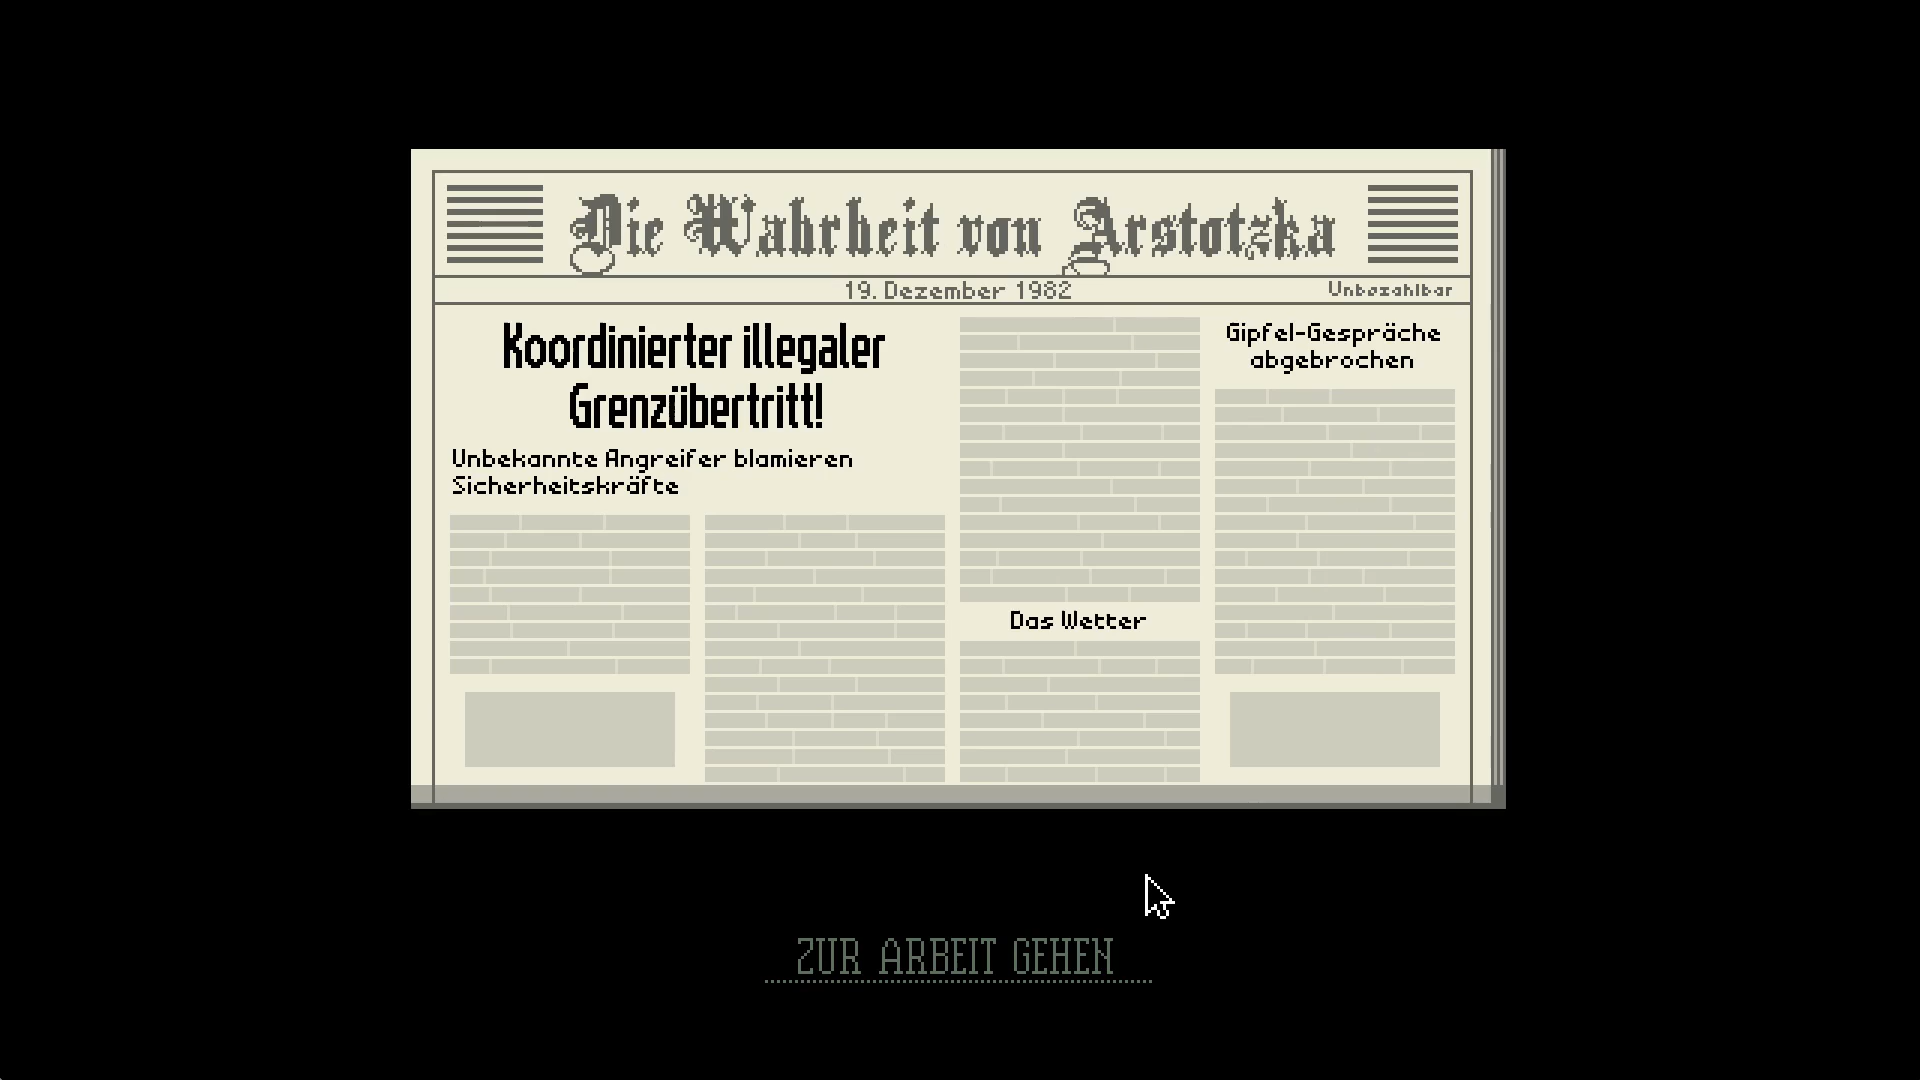 Die Wahrheit von Arstotzka
19. Dezember 1982
Unbezahlbar
Koordinierter illegaler
Grenzübertritt!
Unbekannte Angreifer blamieren
Sicherheitskräfte
Das Wetter
Gipfel-Gespräche
abgebrochen
ZUR ARBEIT GEHEN